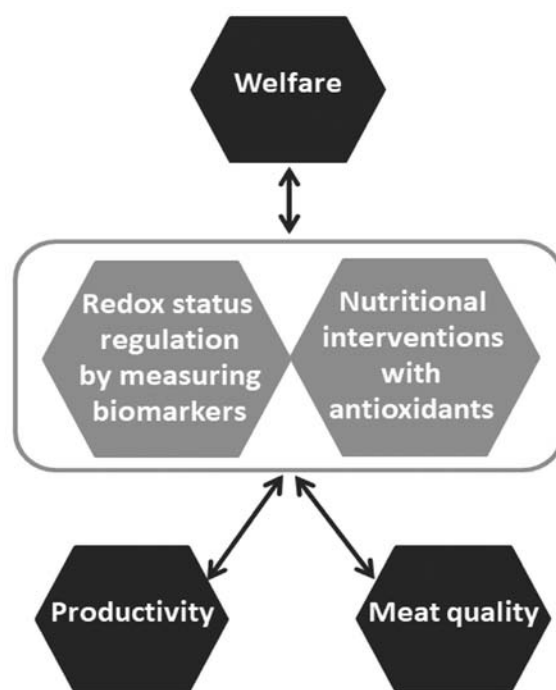 Welfare
Redox status
regulation
by measuring
biomarkers
Nutritional
interventions
with
antioxidants
Productivity
Meat quality